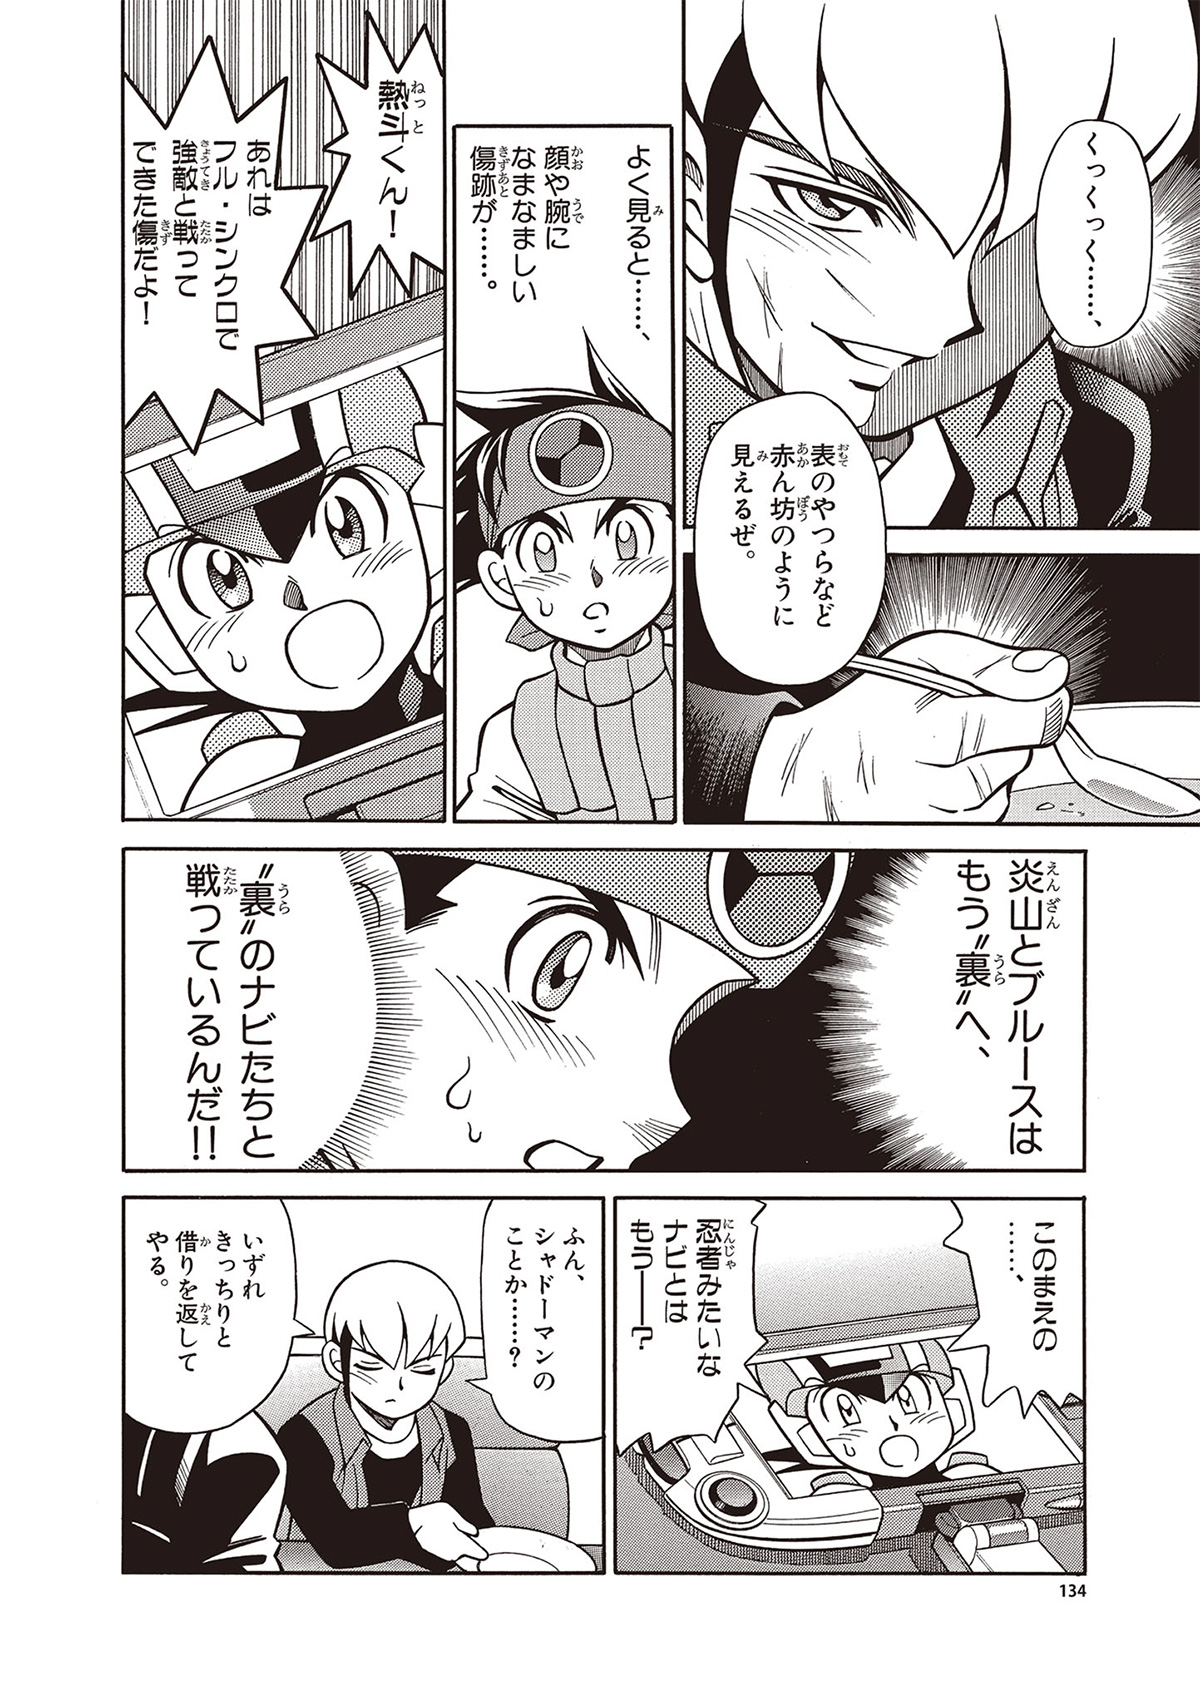 くっくっく……、
表のやつらなど
赤ん坊のように
見えるぜ。
よく見ると……、
顔や腕に
なまなましい
傷跡が……。
熱斗くん！
あれは
フル・シンクロで
強敵と戦って
できた傷だよ！
炎山とブルースは
もう〝裏〟へ、
〝裏〟のナビたちと
戦っているんだ!!
このまえの
……、
忍者みたいな
ナビとは
もう──？
ふん、
シャドーマンの
ことか……？
いずれ
きっちりと
借りを返して
やる。
134